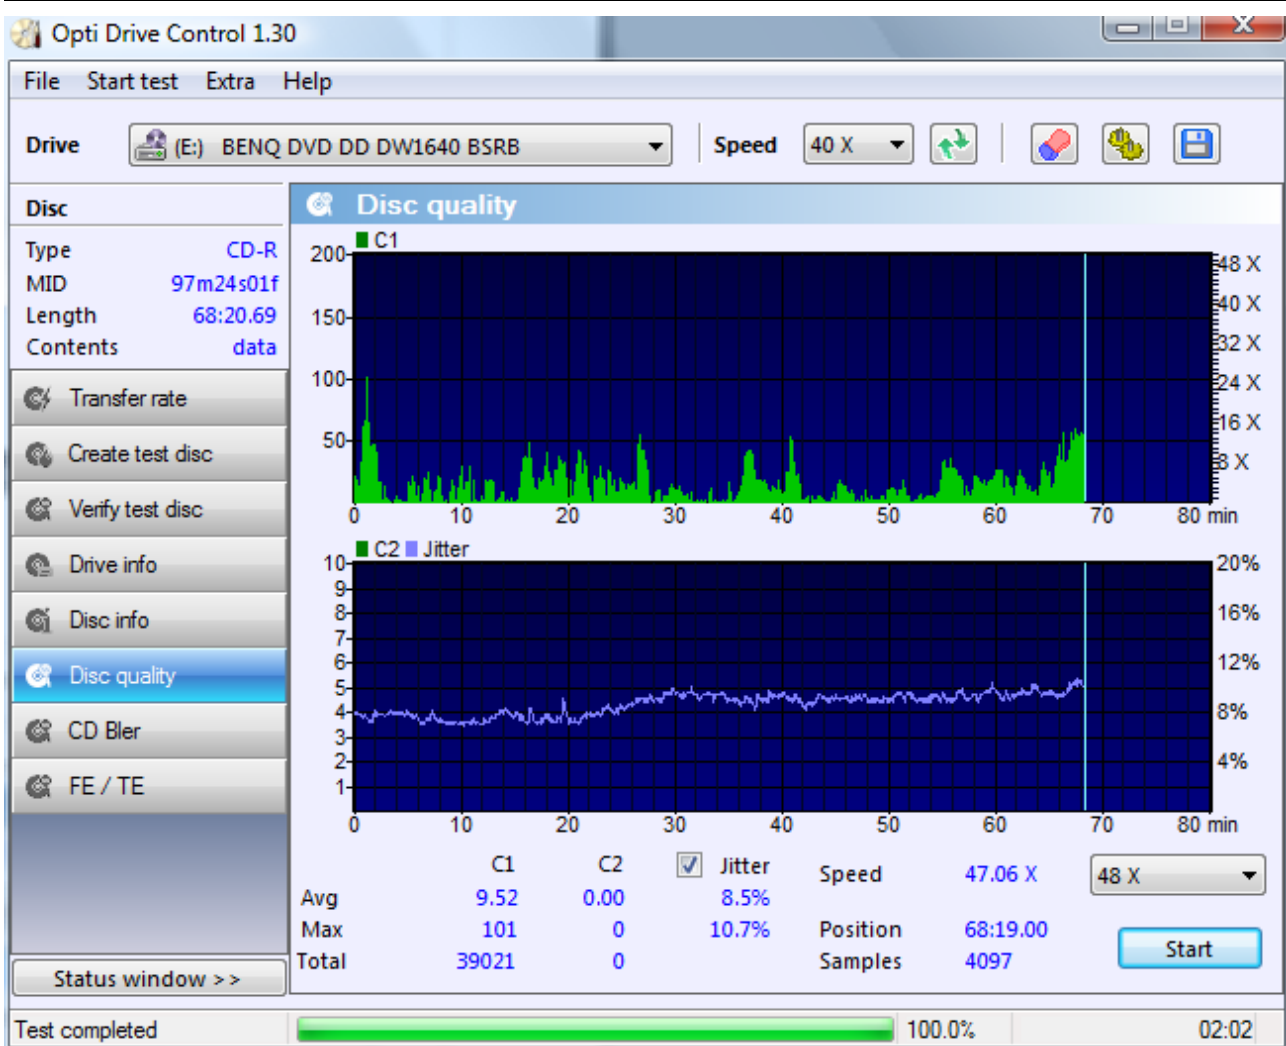 Opti Drive Control 1.30
File Start test Extra Help
Drive (E:) BENQ DVD DD DW1640 BSRB Speed 40 X
Disc
Type CD-R
MID 97m24s01f
Length 68:20.69
Contents data
Transfer rate
Create test disc
Verify test disc
Drive info
Disc info
Disc quality
CD Bler
FE / TE
Status window >>
Disc quality
C1
200 48 X
40 X
150
32 X
100 24 X
16 X
50
8 X
0 10 20 30 40 50 60 70 80 min
C2 Jitter
10 20%
9
8 16%
7
6 12%
5
4 8%
3
2 4%
1
0 10 20 30 40 50 60 70 80 min
C1 C2 Jitter Speed 47.06 X 48 X
Avg 9.52 0.00 8.5%
Max 101 0 10.7% Position 68:19.00 Start
Total 39021 0 Samples 4097
Test completed 100.0% 02:02